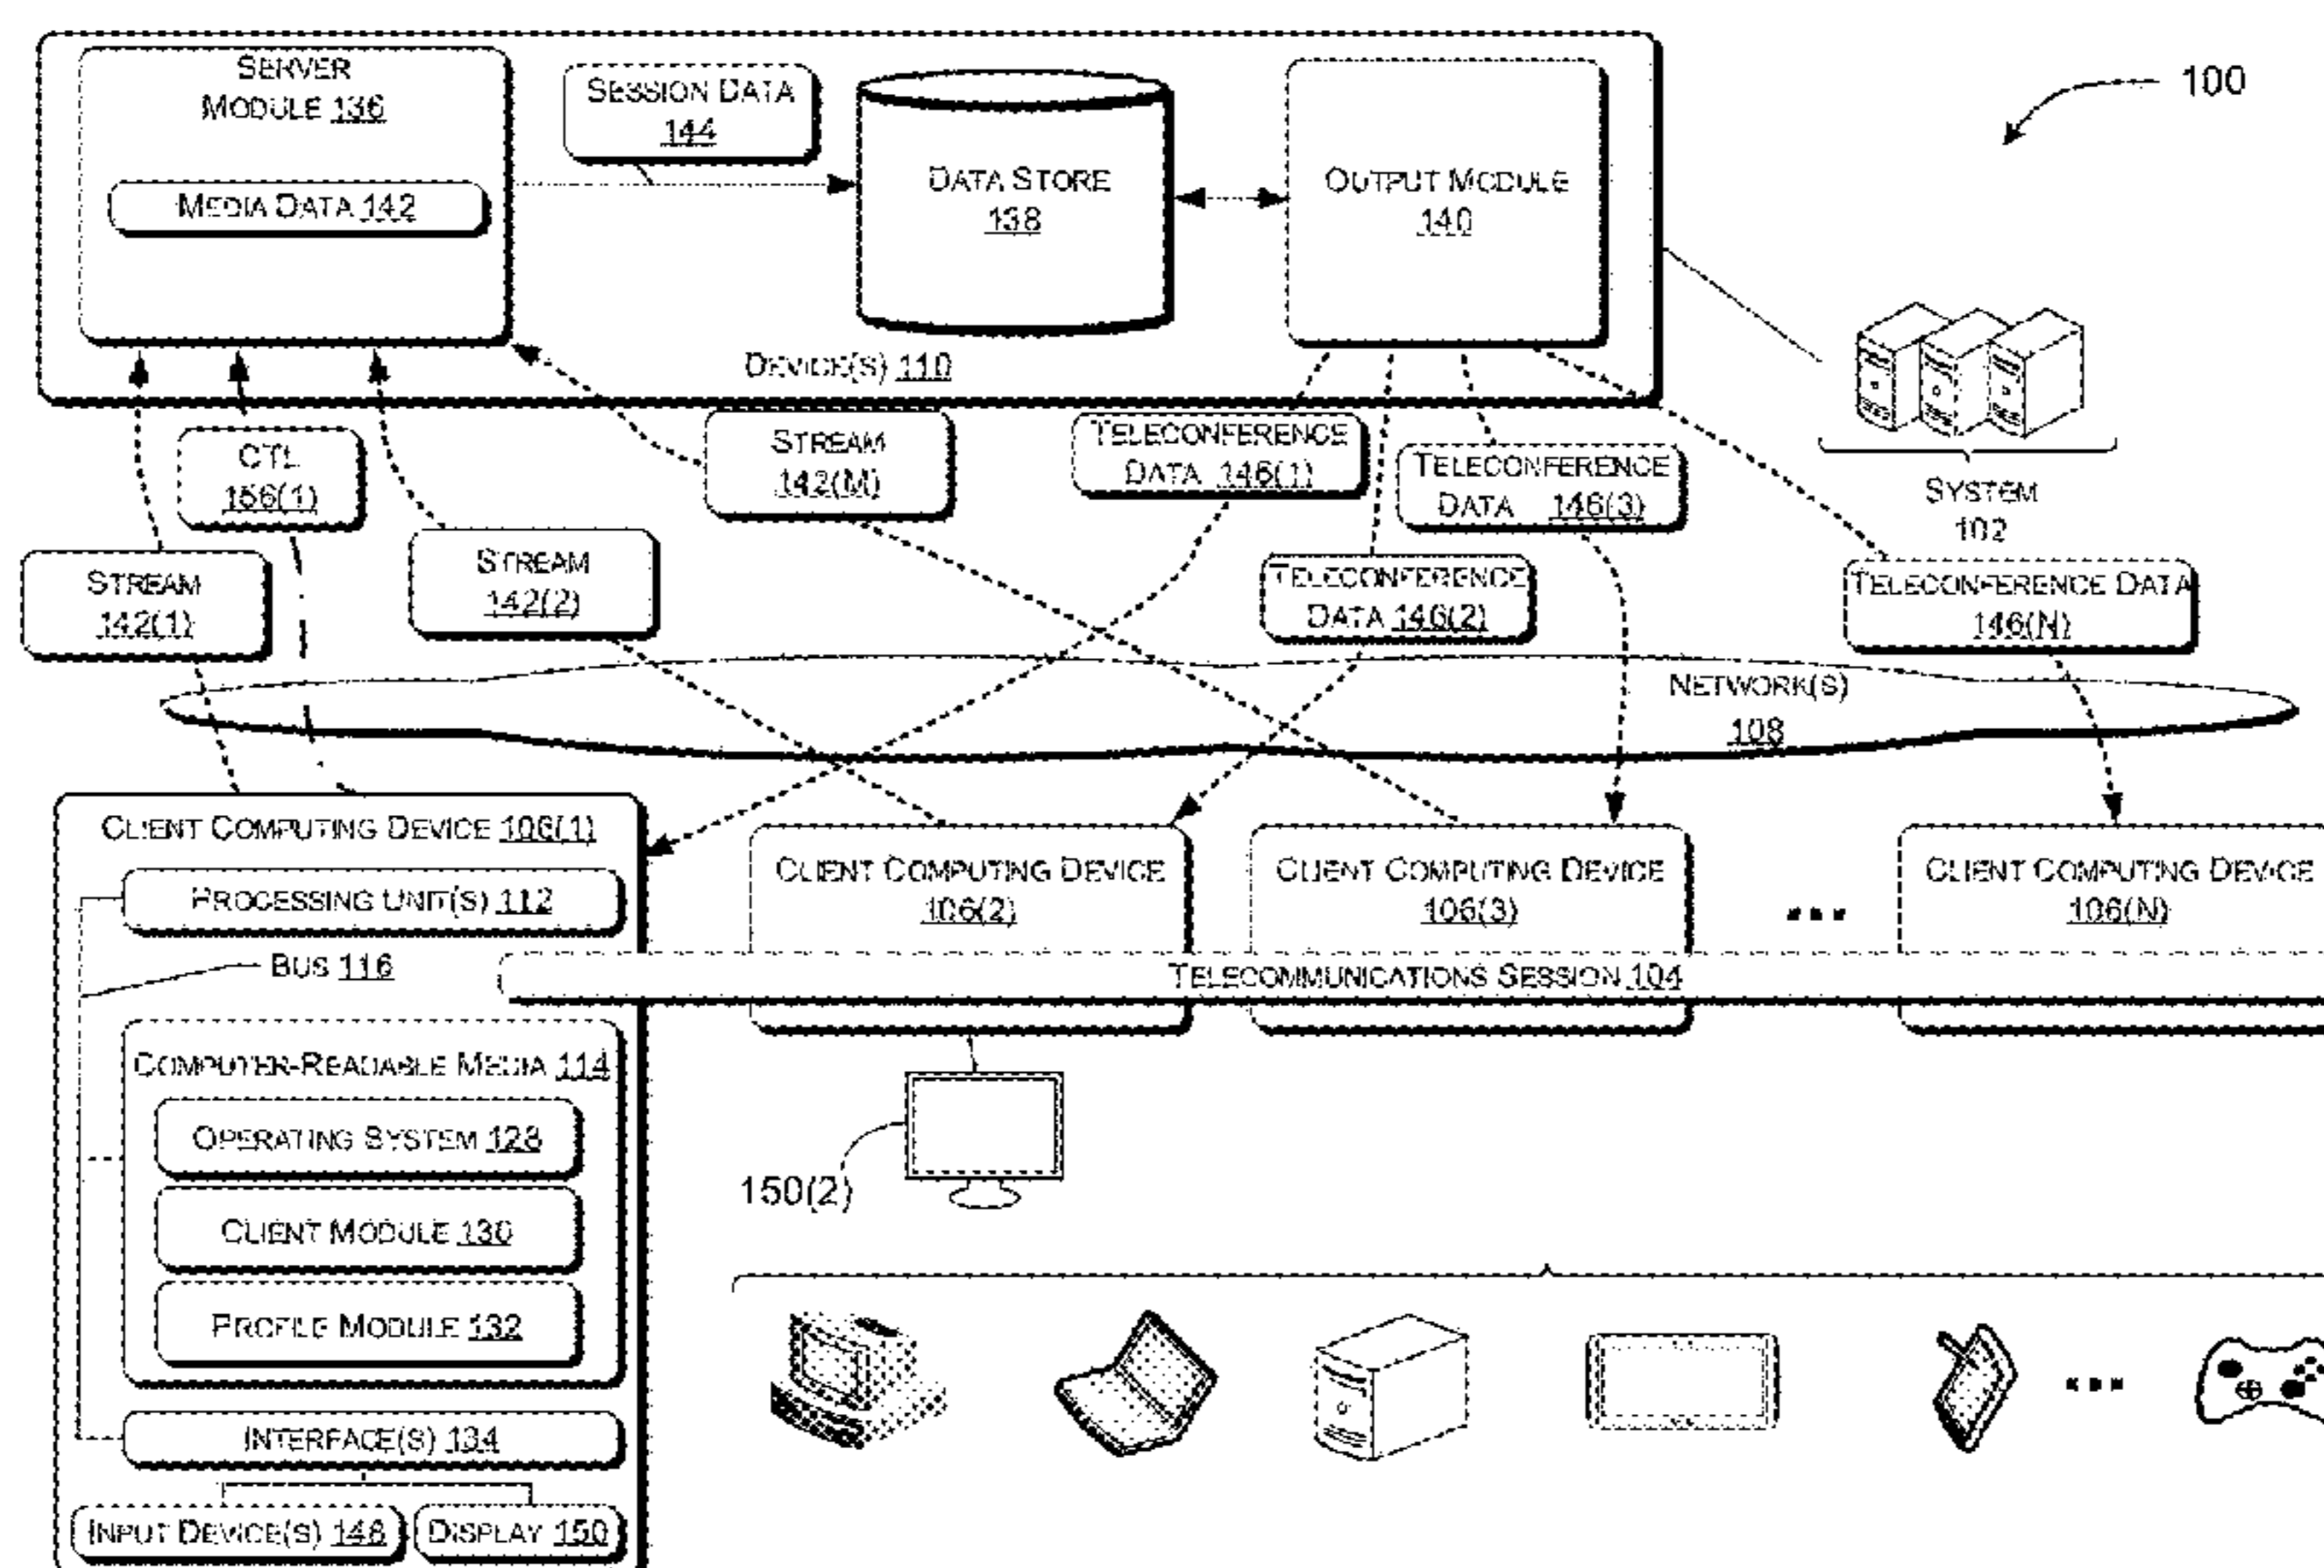 SERVER
MODULE 136
MEDIA DATA 142
SESSION DATA
144
DATA STORE
138
OUTPUT MODULE
140
100
DEVICE(S) 110
SYSTEM
102
CTL
156(1)
STREAM
142(1)
STREAM
142(2)
STREAM
142(M)
TELECONFERENCE
DATA 146(1)
TELECONFERENCE
DATA 146(2)
TELECONFERENCE
DATA 146(3)
TELECONFERENCE DATA
146(N)
NETWORK(S)
108
CLIENT COMPUTING DEVICE 106(1)
PROCESSING UNIT(S) 112
BUS 116
COMPUTER-READABLE MEDIA 114
OPERATING SYSTEM 128
CLIENT MODULE 130
PROFILE MODULE 132
INTERFACE(S) 134
INPUT DEVICE(S) 148
DISPLAY 150
CLIENT COMPUTING DEVICE
106(2)
CLIENT COMPUTING DEVICE
106(3)
...
CLIENT COMPUTING DEVICE
106(N)
TELECOMMUNICATIONS SESSION 104
150(2)
...